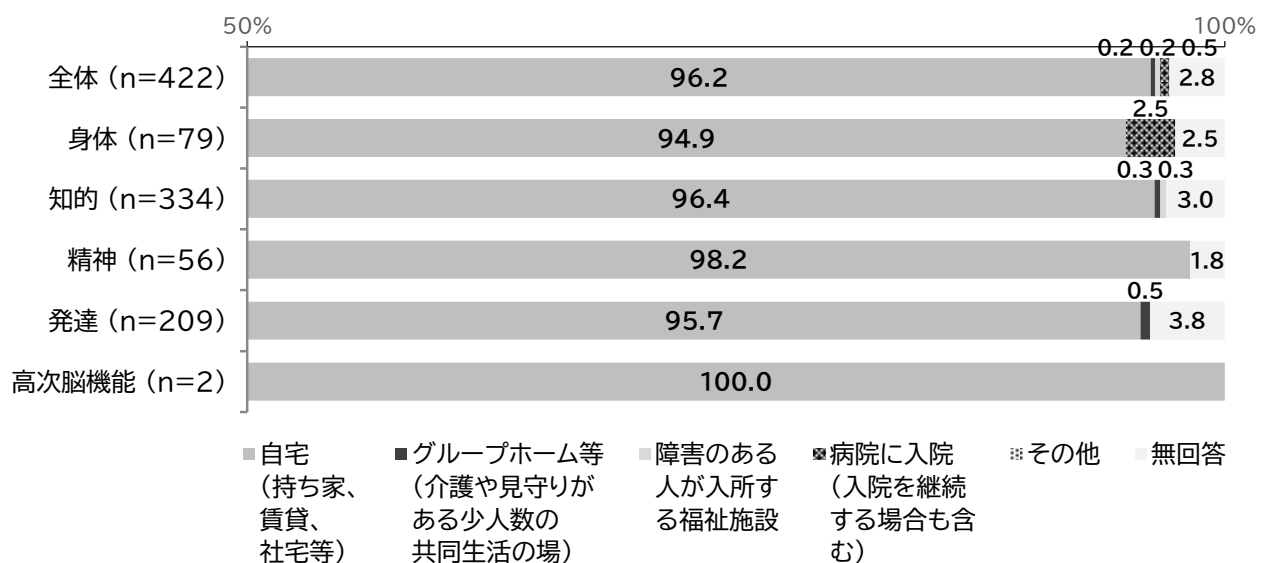 50% 100%
0.2 0.2 0.5
全体（n=422） 96.2 2.8
2.5
身体（n=79） 94.9 2.5
0.3 0.3
知的（n=334） 96.4 3.0
精神（n=56） 98.2 1.8
0.5
発達（n=209） 95.7 3.8
高次脳機能（n=2） 100.0
自宅
（持ち家、
賃貸、
社宅等）
グループホーム等
（介護や見守りが
ある少人数の
共同生活の場）
障害のある
人が入所す
る福祉施設
病院に入院
（入院を継続
する場合も含
む）
その他
無回答